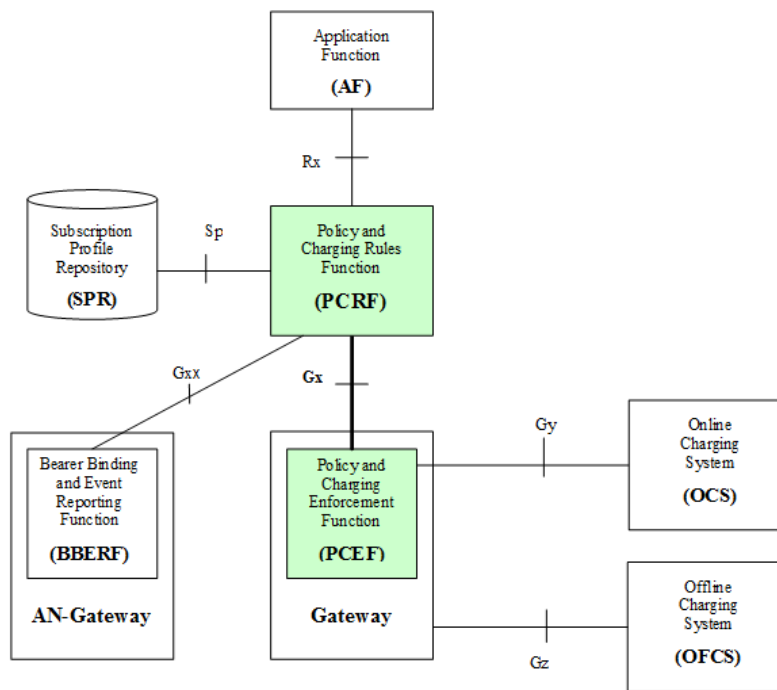 Application
Function
(AF)
Rx
Subscription
Profile
Repository
(SPR)
Sp
Policy and
Charging Rules
Function
(PCRF)
Gxx
Gx
Bearer Binding
and Event
Reporting
Function
(BBERF)
AN-Gateway
Policy and
Charging
Enforcement
Function
(PCEF)
Gateway
Gy
Online
Charging
System
(OCS)
Gz
Offline
Charging
System
(OFCS)